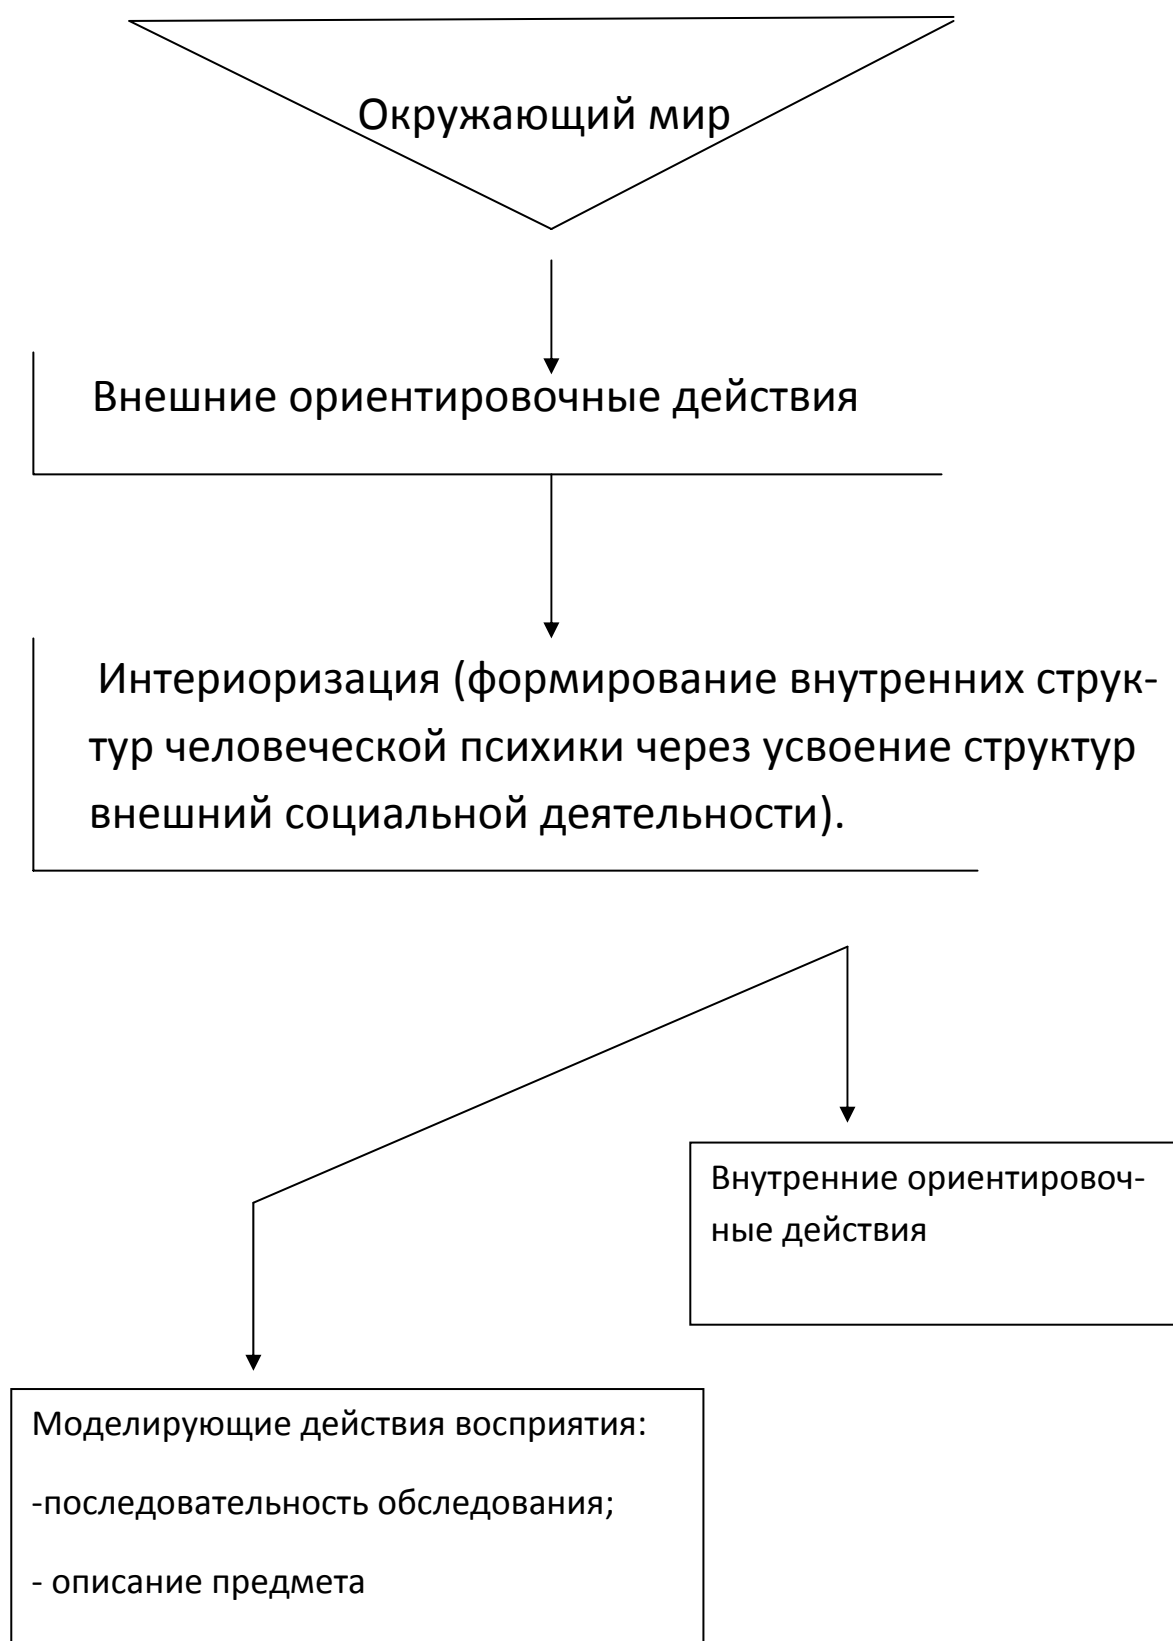 Окружающий мир
Внешние ориентировочные действия
Интериоризация (формирование внутренних струк-
тур человеческой психики через усвоение структур
внешний социальной деятельности).
Внутренние ориентировоч-
ные действия
Моделирующие действия восприятия:
-последовательность обследования;
- описание предмета